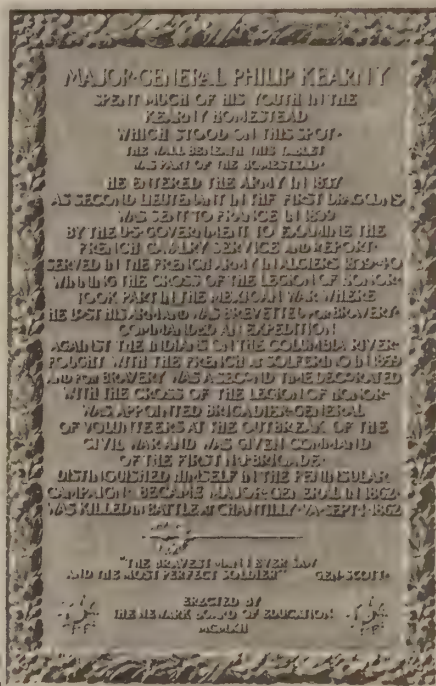 MAJOR·GENERAL PHILIP KEARNY
SPENT MUCH OF HIS YOUTH IN THE
KEARNY HOMESTEAD
WHICH STOOD ON THIS SPOT·
THE WALL BENEATH THIS TABLET
WAS PART OF THE HOMESTEAD·
HE ENTERED THE ARMY IN 1837
AS SECOND LIEUTENANT IN THE FIRST DRAGOONS
WAS SENT TO FRANCE IN 1839
BY THE U·S·GOVERNMENT TO EXAMINE THE
FRENCH CAVALRY SERVICE AND REPORT·
SERVED IN THE FRENCH ARMY IN ALGIERS 1839-40
WINNING THE CROSS OF THE LEGION OF HONOR·
TOOK PART IN THE MEXICAN WAR WHERE
HE LOST HIS ARM AND WAS BREVETTED FOR BRAVERY·
COMMANDED AN EXPEDITION
AGAINST THE INDIANS ON THE COLUMBIA RIVER·
FOUGHT WITH THE FRENCH AT SOLFERINO IN 1859
AND FOR BRAVERY WAS A SECOND TIME DECORATED
WITH THE CROSS OF THE LEGION OF HONOR·
WAS APPOINTED BRIGADIER·GENERAL
OF VOLUNTEERS AT THE OUTBREAK OF THE
CIVIL WAR AND WAS GIVEN COMMAND
OF THE FIRST N·J·BRIGADE·
DISTINGUISHED HIMSELF IN THE PENINSULAR
CAMPAIGN· BECAME MAJOR·GENERAL IN 1862·
WAS KILLED IN BATTLE AT CHANTILLY·VA·SEPT·1·1862
"THE BRAVEST MAN I EVER SAW
AND THE MOST PERFECT SOLDIER" GEN·SCOTT·
ERECTED BY
THE NEWARK BOARD OF EDUCATION
MCMXII